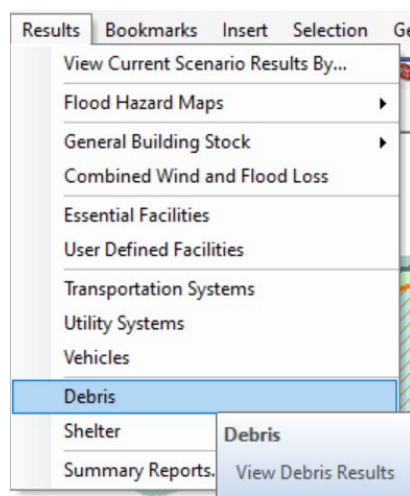 Results Bookmarks Insert Selection
View Current Scenario Results By...
Flood Hazard Maps
General Building Stock
Combined Wind and Flood Loss
Essential Facilities
User Defined Facilities
Transportation Systems
Utility Systems
Vehicles
Debris
Shelter
Debris
Summary Reports.
View Debris Results